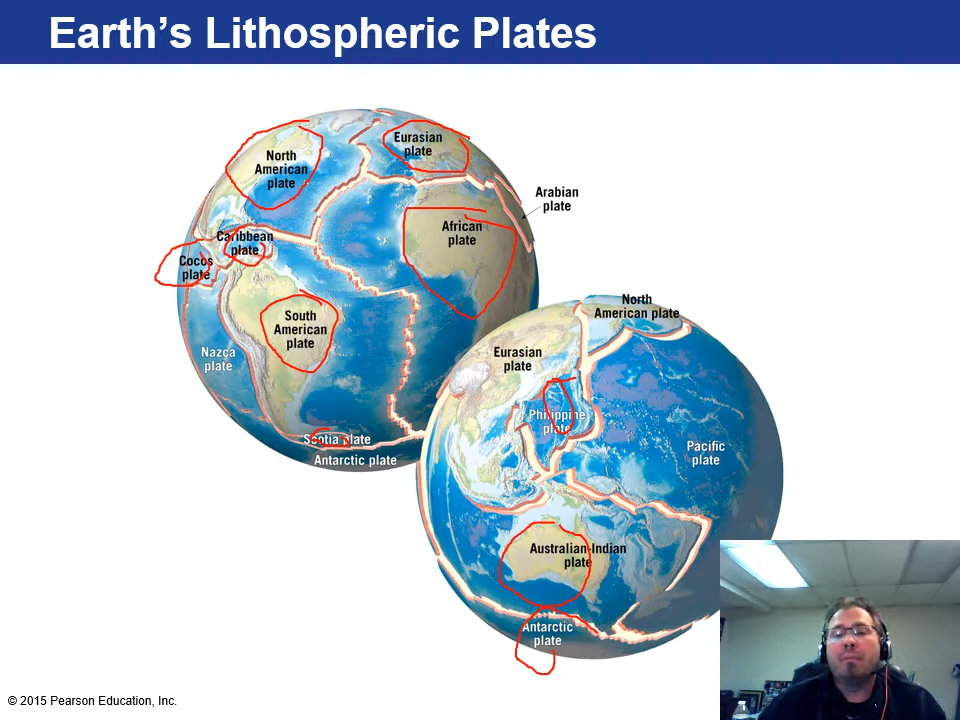 Earth’s Lithospheric Plates
North
American
plate
Eurasian
plate
Arabian
plate
African
plate
Caribbean
plate
Cocos
plate
South
American
plate
Nazca
plate
Scotia plate
Antarctic plate
North
American plate
Eurasian
plate
Philippine
plate
Pacific
plate
Australian-Indian
plate
Antarctic
plate
© 2015 Pearson Education, Inc.